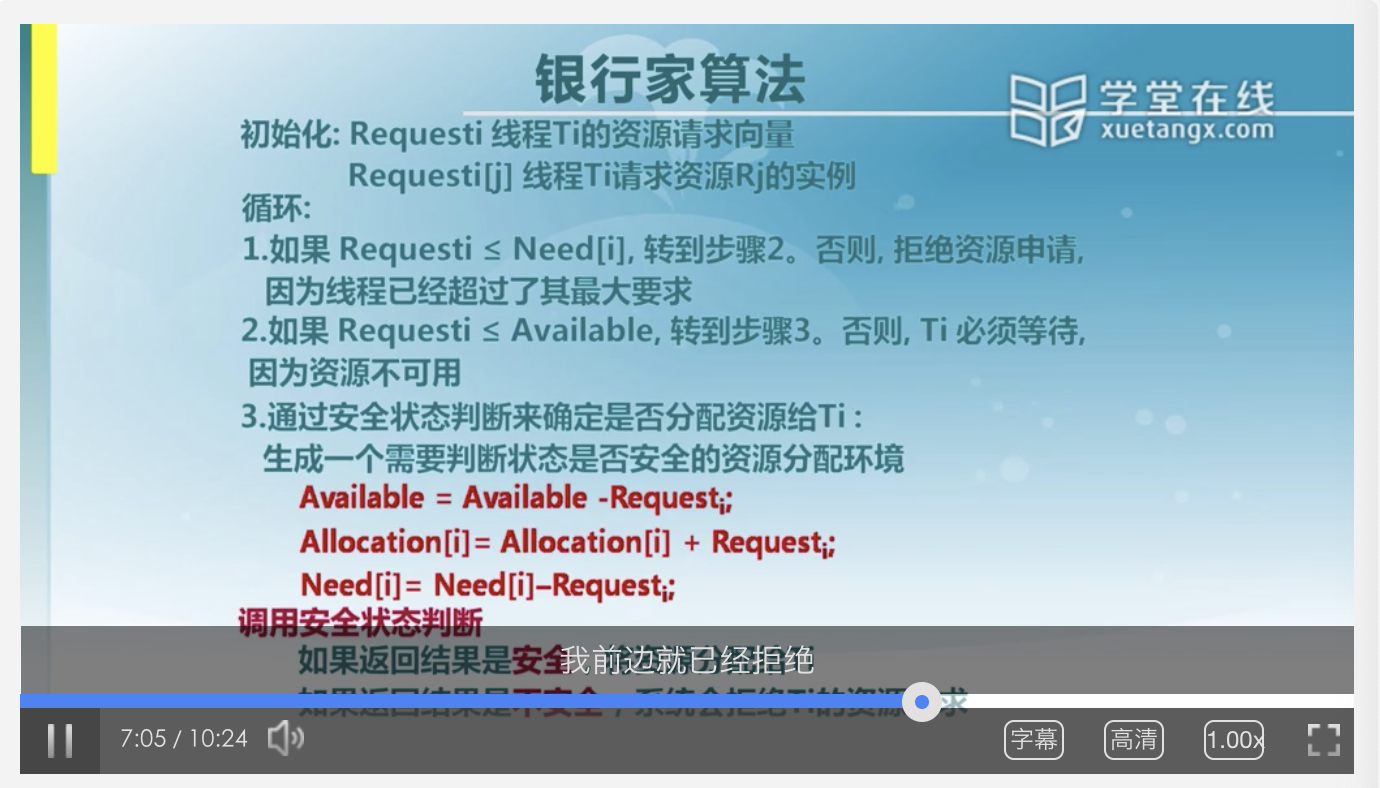 银行家算法
学堂在线
xuetangx.com
初始化: Requesti 线程Ti的资源请求向量
Requesti[j] 线程Ti请求资源Rj的实例
循环:
1.如果 Requesti ≤ Need[i], 转到步骤2。否则, 拒绝资源申请,
因为线程已经超过了其最大要求
2.如果 Requesti ≤ Available, 转到步骤3。否则, Ti 必须等待,
因为资源不可用
3.通过安全状态判断来确定是否分配资源给Ti :
生成一个需要判断状态是否安全的资源分配环境
Available = Available -Requesti;
Allocation[i]= Allocation[i] + Requesti;
Need[i]= Need[i]–Requesti;
调用安全状态判断
如果返回结果是安全
我前边就已经拒绝
如果返回结果是不安全，系统会拒绝Ti的资源 求
7:05 / 10:24
字幕
高清
1.00x